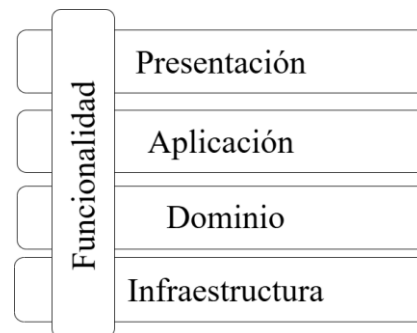 Funcionalidad
Presentación
Aplicación
Dominio
Infraestructura